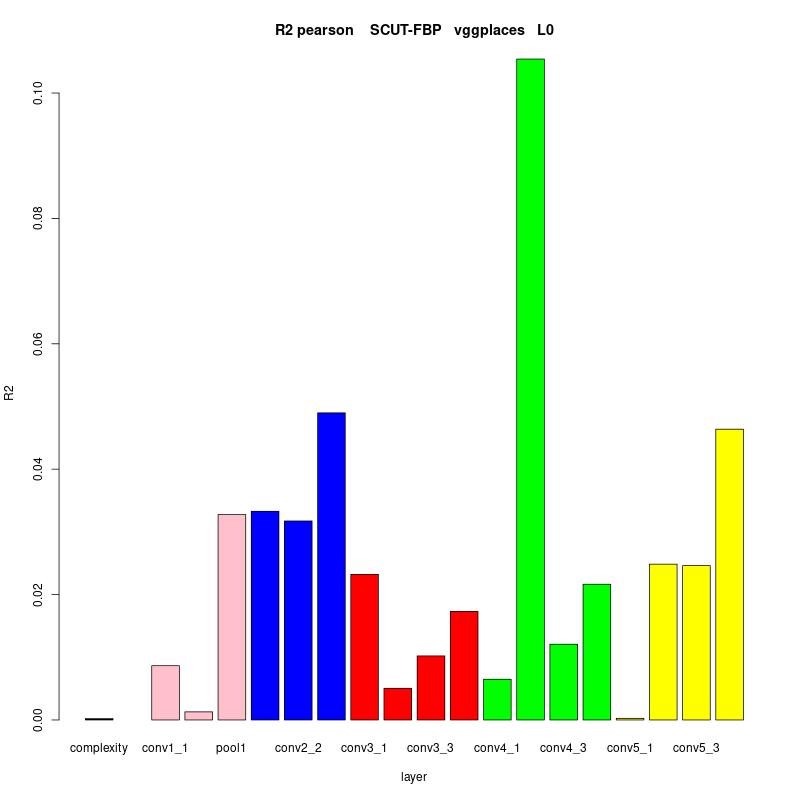 R2 pearson    SCUT-FBP   vggplaces   L0
0.10
0.08
0.06
0.04
0.02
0.00
R2
complexity conv1_1 pool1 conv2_2 conv3_1 conv3_3 conv4_1 conv4_3 conv5_1 conv5_3
layer